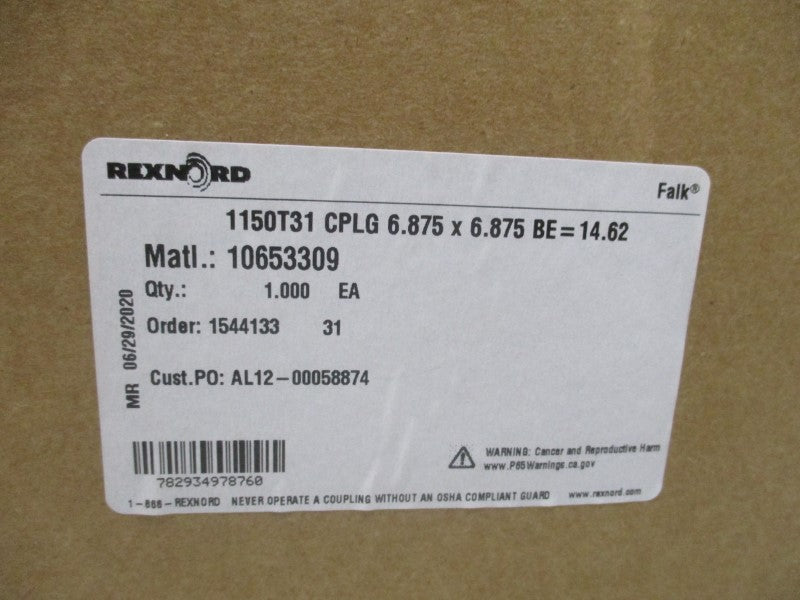 REXNORD
Falk®
1150T31 CPLG 6.875 x 6.875 BE=14.62
Matl.: 10653309
Qty.: 1.000 EA
Order: 1544133 31
Cust.PO: AL12-00058874
MR 06/29/2020
782934978760
WARNING: Cancer and Reproductive Harm
www.P65Warnings.ca.gov
1-866-REXNORD NEVER OPERATE A COUPLING WITHOUT AN OSHA COMPLIANT GUARD www.rexnord.com